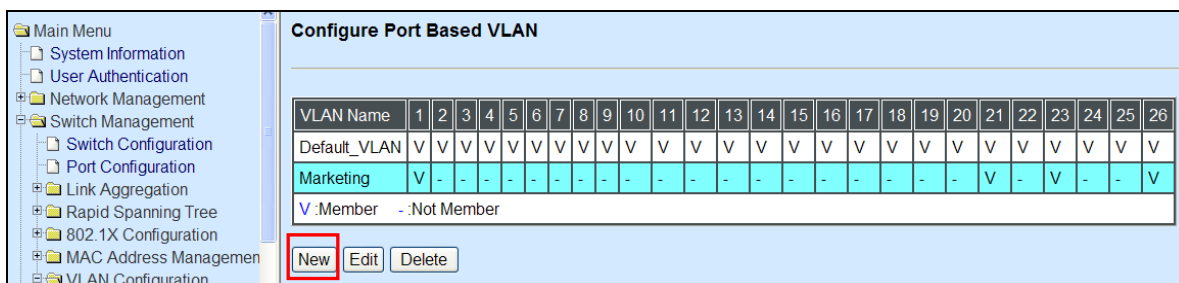 Main Menu
System Information
User Authentication
Network Management
Switch Management
Switch Configuration
Port Configuration
Link Aggregation
Rapid Spanning Tree
802.1X Configuration
MAC Address Managemen
VLAN Configuration
Configure Port Based VLAN
VLAN Name 1 2 3 4 5 6 7 8 9 10 11 12 13 14 15 16 17 18 19 20 21 22 23 24 25 26
Default_VLAN V V V V V V V V V V V V V V V V V V V V V V V V V V
Marketing V - - - - - - - - - - - - - - - - - - - V - V - - V
V :Member - :Not Member
New Edit Delete